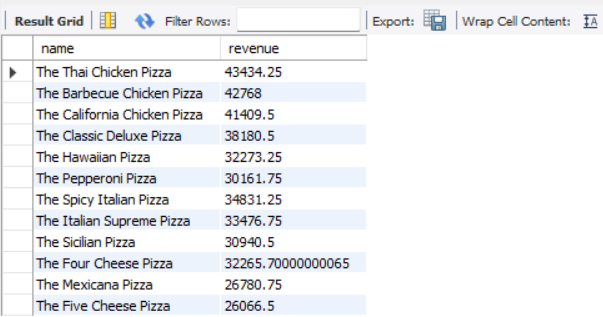 Result Grid Filter Rows: Export: Wrap Cell Content: IA
name revenue
The Thai Chicken Pizza 43434.25
The Barbecue Chicken Pizza 42768
The California Chicken Pizza 41409.5
The Classic Deluxe Pizza 38180.5
The Hawaiian Pizza 32273.25
The Pepperoni Pizza 30161.75
The Spicy Italian Pizza 34831.25
The Italian Supreme Pizza 33476.75
The Sicilian Pizza 30940.5
The Four Cheese Pizza 32265.70000000065
The Mexicana Pizza 26780.75
The Five Cheese Pizza 26066.5